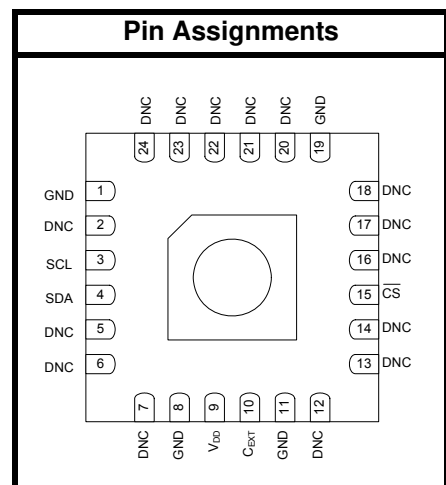 Pin Assignments
DNC DNC DNC DNC DNC GND
24 23 22 21 20 19
GND 1 18 DNC
DNC 2 17 DNC
SCL 3 16 DNC
SDA 4 15 C̅S̅
DNC 5 14 DNC
DNC 6 13 DNC
7 8 9 10 11 12
DNC GND VDD CEXT GND DNC